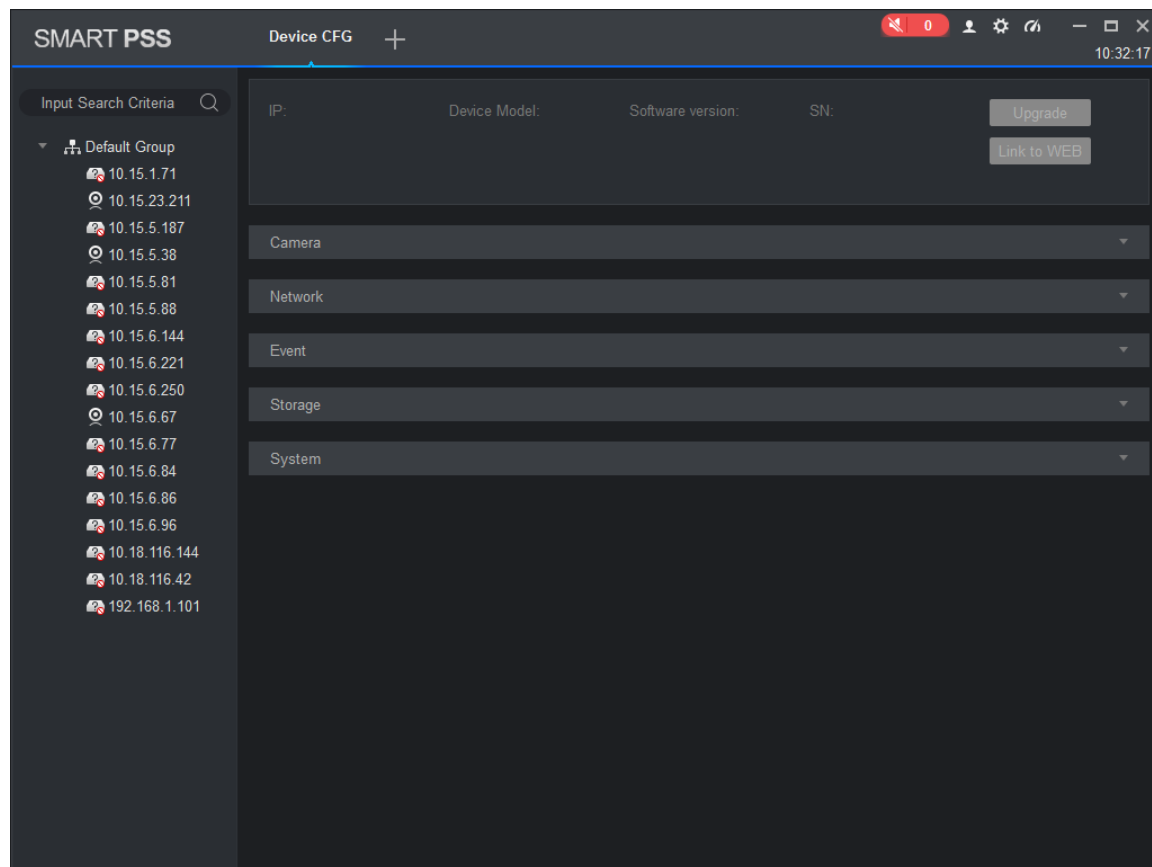 SMART PSS
Device CFG
0
10:32:17
Input Search Criteria
Default Group
10.15.1.71
10.15.23.211
10.15.5.187
10.15.5.38
10.15.5.81
10.15.5.88
10.15.6.144
10.15.6.221
10.15.6.250
10.15.6.67
10.15.6.77
10.15.6.84
10.15.6.86
10.15.6.96
10.18.116.144
10.18.116.42
192.168.1.101
IP: Device Model: Software version: SN:
Upgrade
Link to WEB
Camera
Network
Event
Storage
System